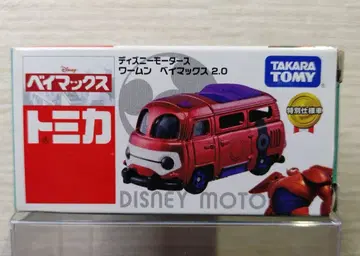 Disney
ベイマックス
トミカ
ディズニーモータース
ワームン ベイマックス 2.0
TAKARA
TOMY
特別仕様車
DISNEY MOTO